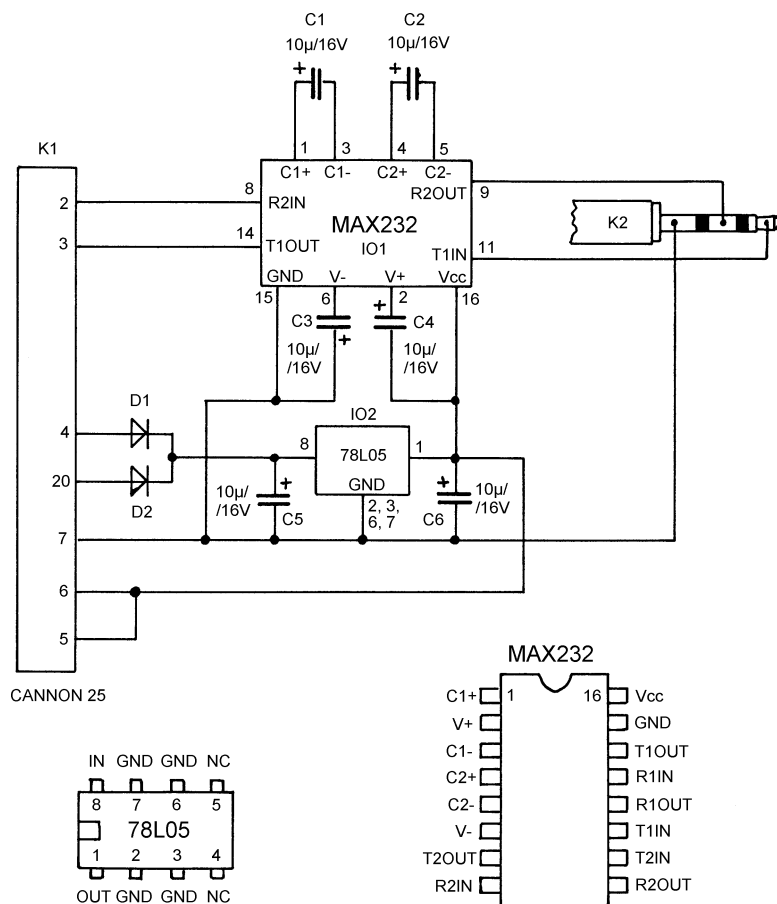 C1
10µ/16V
C2
10µ/16V
+
+
1 3 4 5
K1
C1+ C1- C2+ C2-
2
8
R2IN
R2OUT
9
K2
MAX232
IO1
3
14
T1OUT
T1IN
11
GND V- V+ Vcc
15 6 2 16
C3
+
10µ/
/16V
+
C4
10µ/
/16V
D1
4
IO2
8
78L05
1
GND
20
D2
+
10µ/
/16V
C5
2, 3,
6, 7
+
10µ/
/16V
C6
7
6
5
CANNON 25
MAX232
C1+ 1 16 Vcc
V+ GND
C1- T1OUT
C2+ R1IN
C2- R1OUT
V- T1IN
T2OUT T2IN
R2IN R2OUT
IN GND GND NC
8 7 6 5
78L05
1 2 3 4
OUT GND GND NC